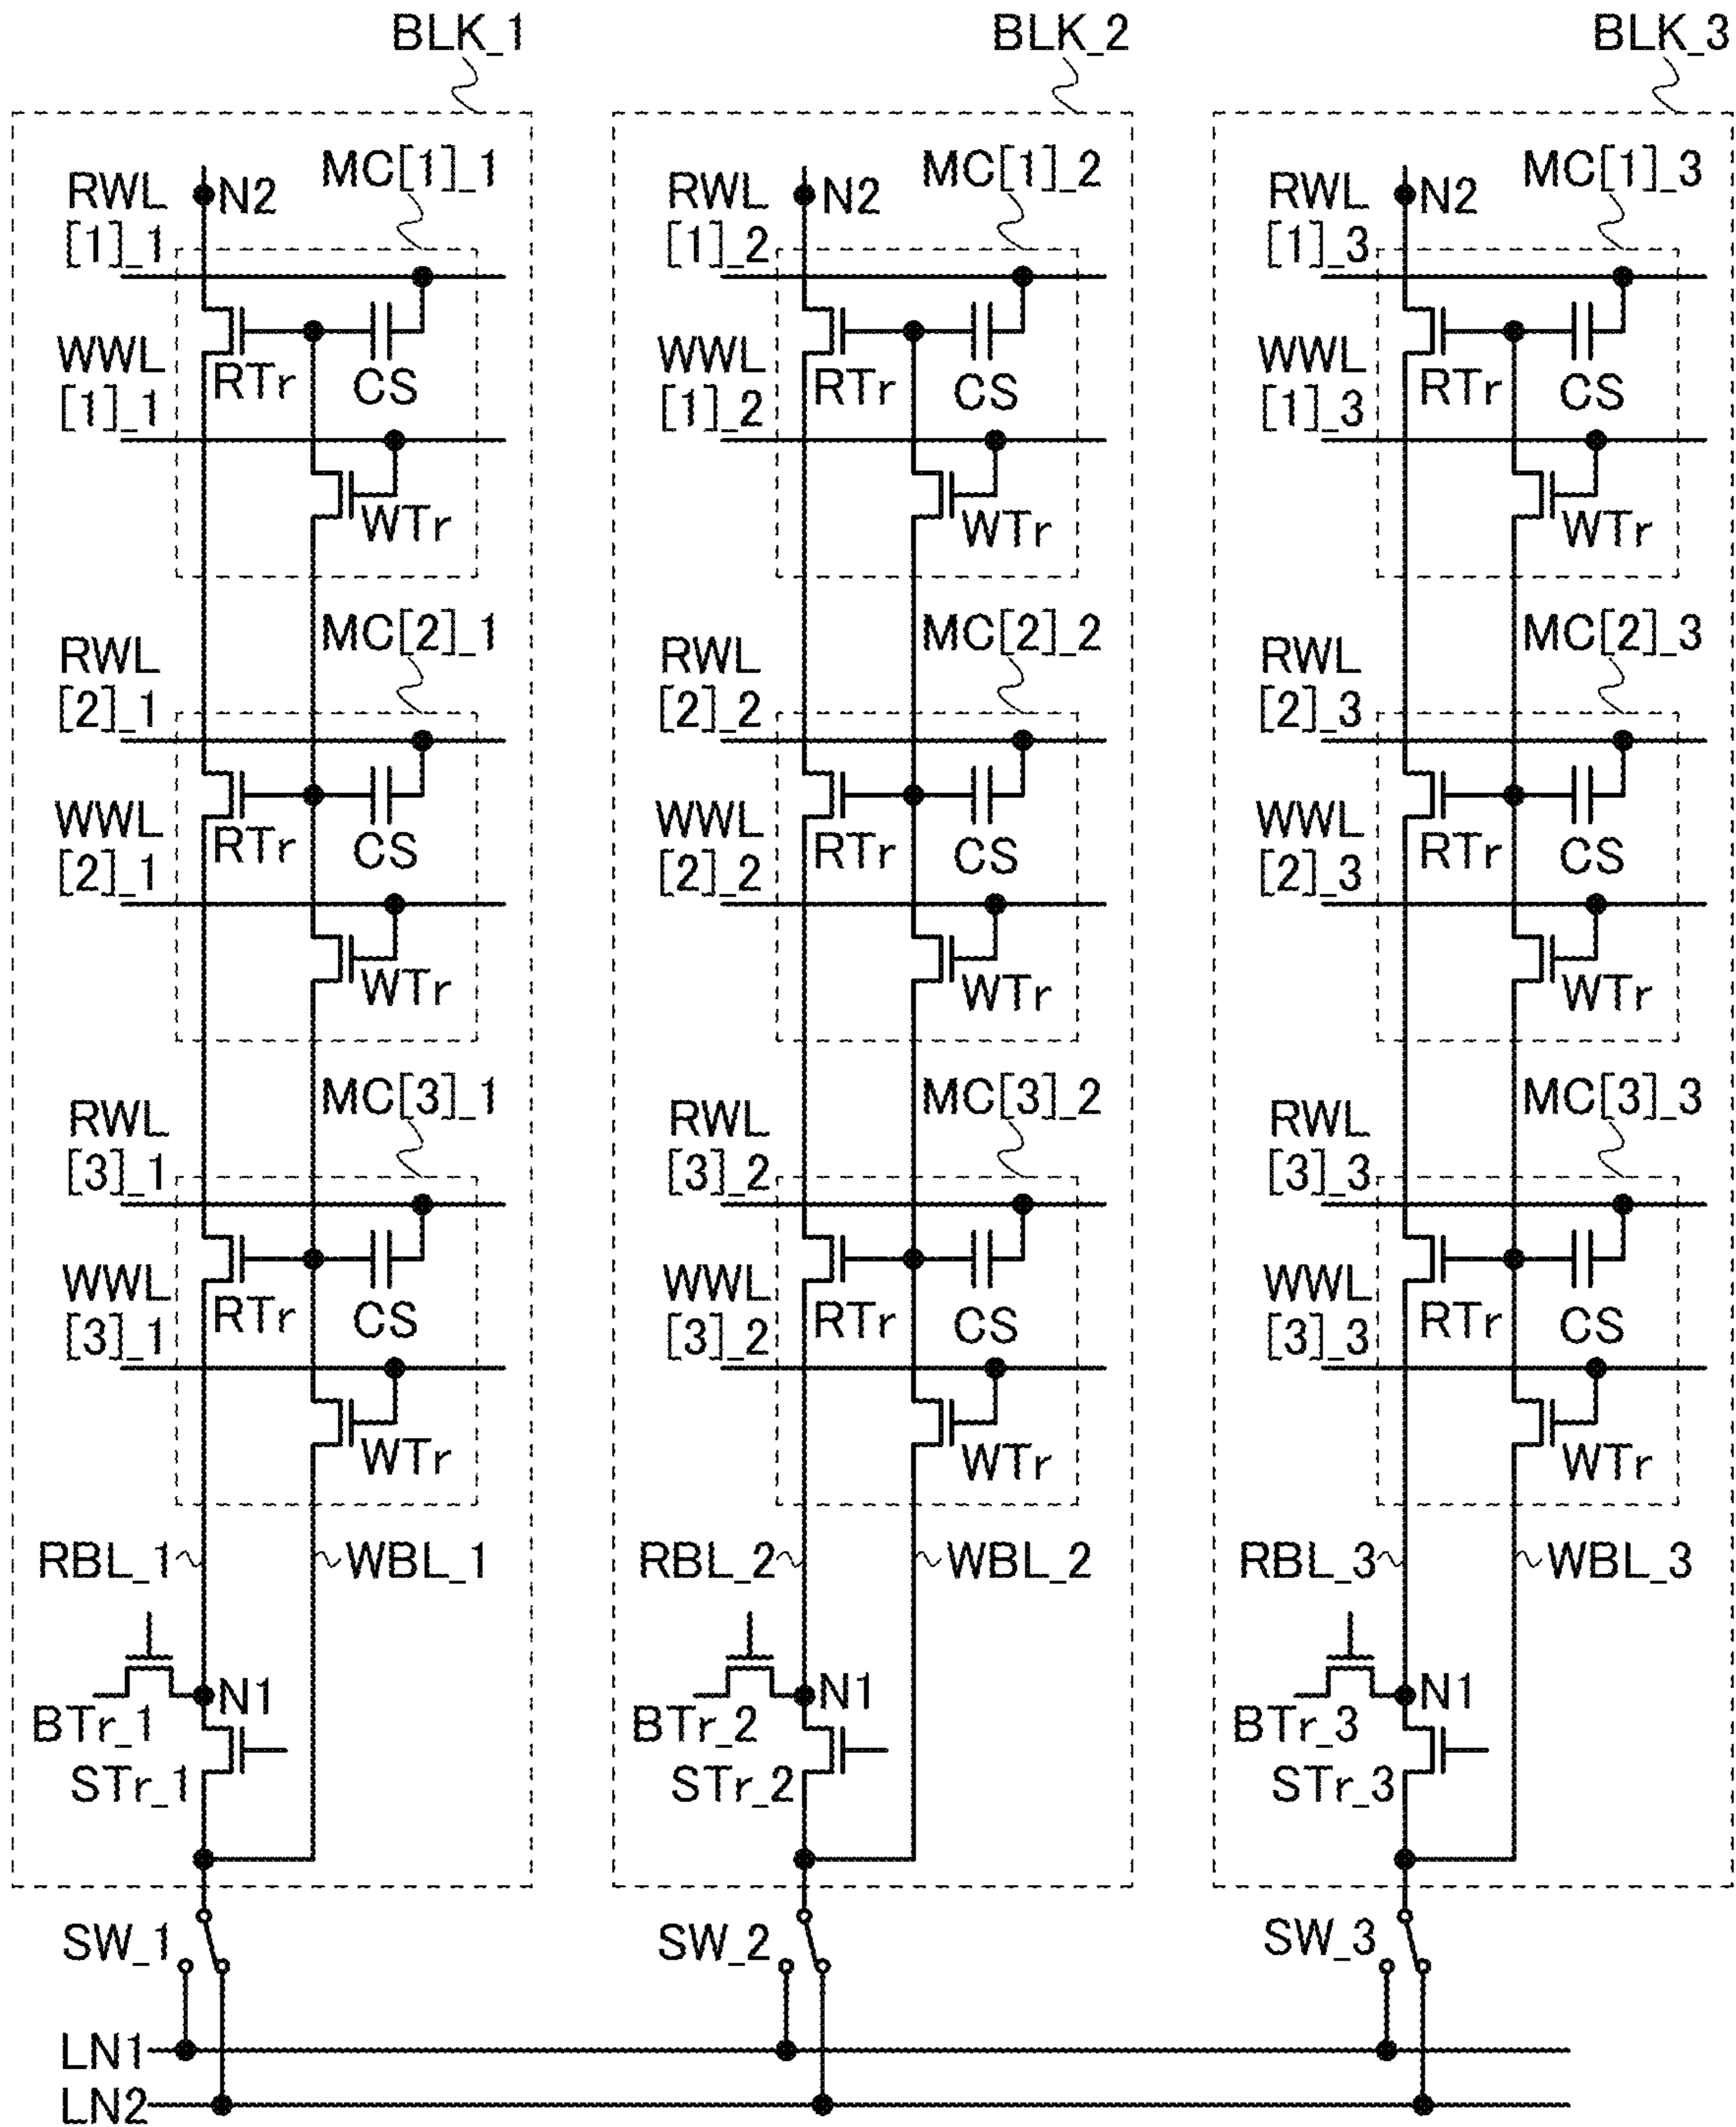 BLK_1
BLK_2
BLK_3
MC[1]_1
RWL
[1]_1
N2
WWL
[1]_1
RTr
CS
WTr
MC[2]_1
RWL
[2]_1
WWL
[2]_1
RTr
CS
WTr
MC[3]_1
RWL
[3]_1
WWL
[3]_1
RTr
CS
WTr
RBL_1
WBL_1
N1
BTr_1
STr_1
MC[1]_2
RWL
[1]_2
N2
WWL
[1]_2
RTr
CS
WTr
MC[2]_2
RWL
[2]_2
WWL
[2]_2
RTr
CS
WTr
MC[3]_2
RWL
[3]_2
WWL
[3]_2
RTr
CS
WTr
RBL_2
WBL_2
N1
BTr_2
STr_2
MC[1]_3
RWL
[1]_3
N2
WWL
[1]_3
RTr
CS
WTr
MC[2]_3
RWL
[2]_3
WWL
[2]_3
RTr
CS
WTr
MC[3]_3
RWL
[3]_3
WWL
[3]_3
RTr
CS
WTr
RBL_3
WBL_3
N1
BTr_3
STr_3
SW_1
SW_2
SW_3
LN1
LN2